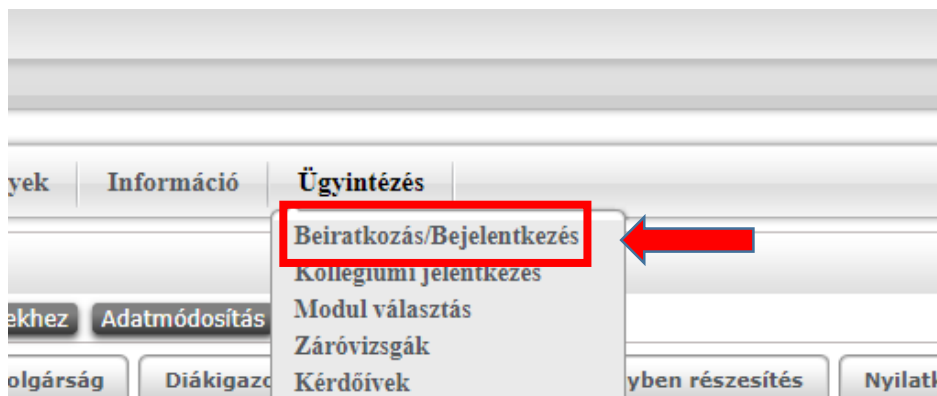 yek Információ Ügyintézés
Beiratkozás/Bejelentkezés
Kollégiumi jelentkezés
Modul választás
ekhez Adatmódosítás
Záróvizsgák
olgárság Diákigazo Kérdőívek yben részesítés Nyilatk